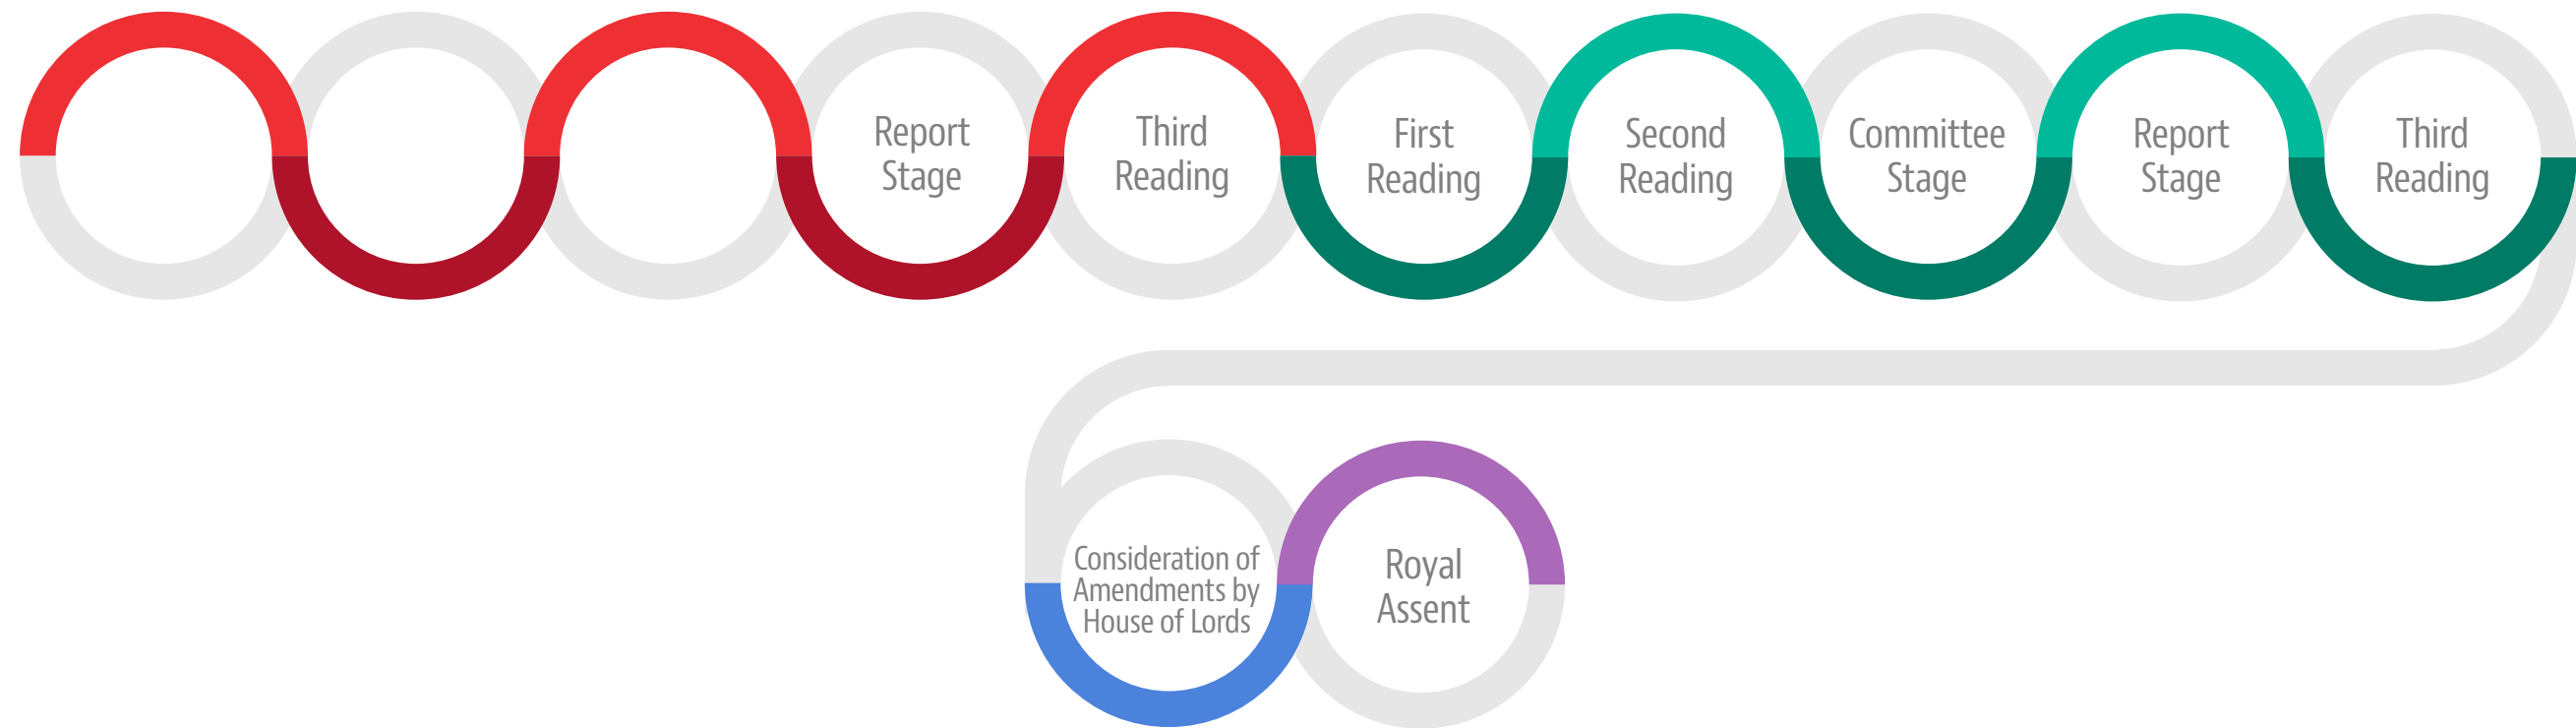 Report
Stage
Third
Reading
First
Reading
Second
Reading
Committee
Stage
Report
Stage
Third
Reading
Consideration of
Amendments by
House of Lords
Royal
Assent